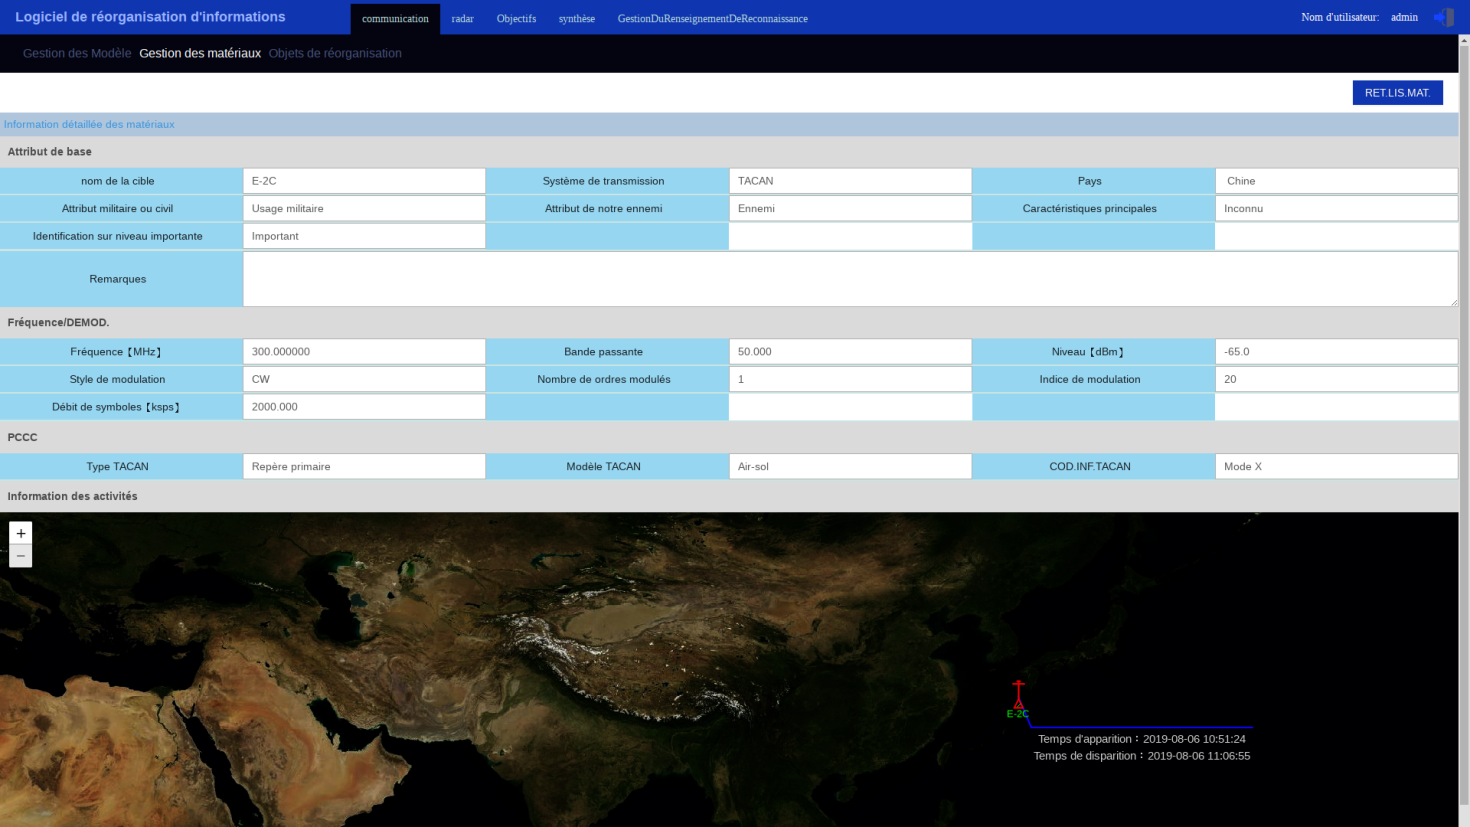 Logiciel de réorganisation d'informations communication radar Objectifs synthèse GestionDuRenseignementDeReconnaissance Nom d'utilisateur: admin
Gestion des Modèle Gestion des matériaux Objets de réorganisation
RET.LIS.MAT.
Information détaillée des matériaux
Attribut de base
nom de la cible E-2C Système de transmission TACAN Pays Chine
Attribut militaire ou civil Usage militaire Attribut de notre ennemi Ennemi Caractéristiques principales Inconnu
Identification sur niveau importante Important
Remarques
Fréquence/DEMOD.
Fréquence【MHz】 300.000000 Bande passante 50.000 Niveau【dBm】 -65.0
Style de modulation CW Nombre de ordres modulés 1 Indice de modulation 20
Débit de symboles【ksps】 2000.000
PCCC
Type TACAN Repère primaire Modèle TACAN Air-sol COD.INF.TACAN Mode X
Information des activités
+
−
E-2C
Temps d'apparition：2019-08-06 10:51:24
Temps de disparition：2019-08-06 11:06:55